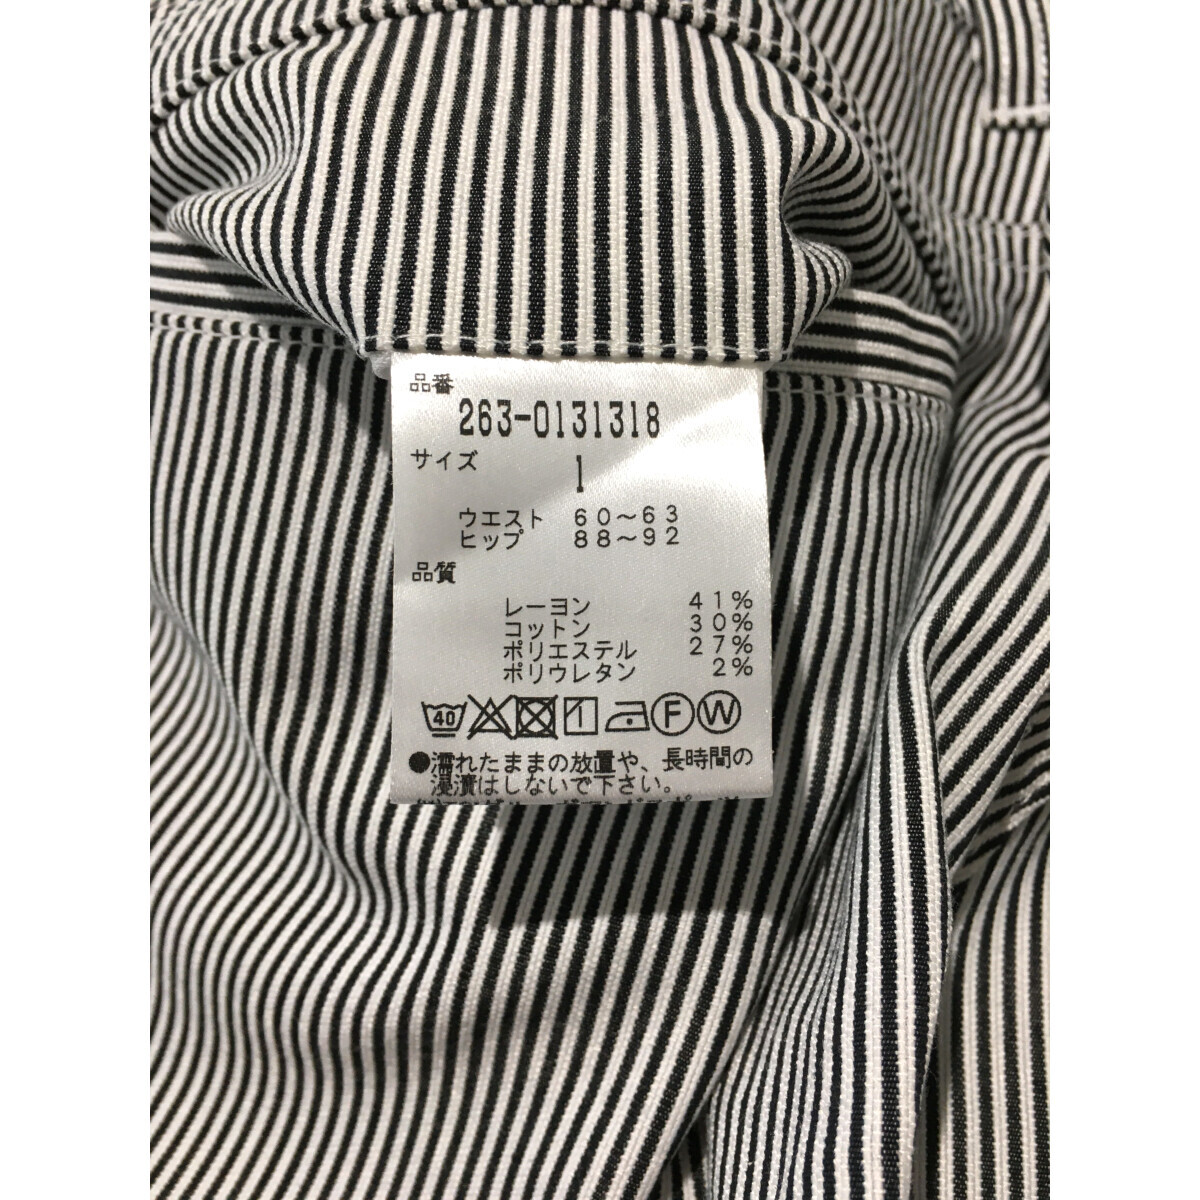 品番
263-0131318
サイズ
1
ウエスト 60～63
ヒップ 88～92
品質
レーヨン 41%
コットン 30%
ポリエステル 27%
ポリウレタン 2%
40 F W
●濡れたままの放置や、長時間の
浸漬はしないで下さい。